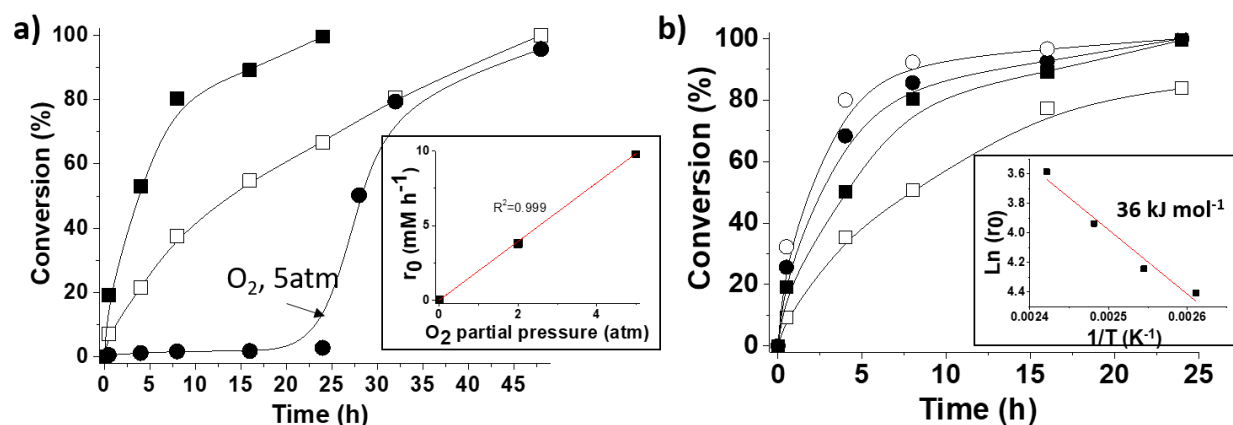 a)
Conversion (%)
100
80
60
40
20
0
0 5 10 15 20 25 30 35 40 45
Time (h)
O2, 5atm
r0 (mM h-1)
10
5
0
R2=0.999
0 2 4
O2 partial pressure (atm)
b)
Conversion (%)
100
80
60
40
20
0
0 5 10 15 20 25
Time (h)
Ln (r0)
3.6
3.8
4.0
4.2
4.4
36 kJ mol-1
0.0024 0.0025 0.0026
1/T (K-1)